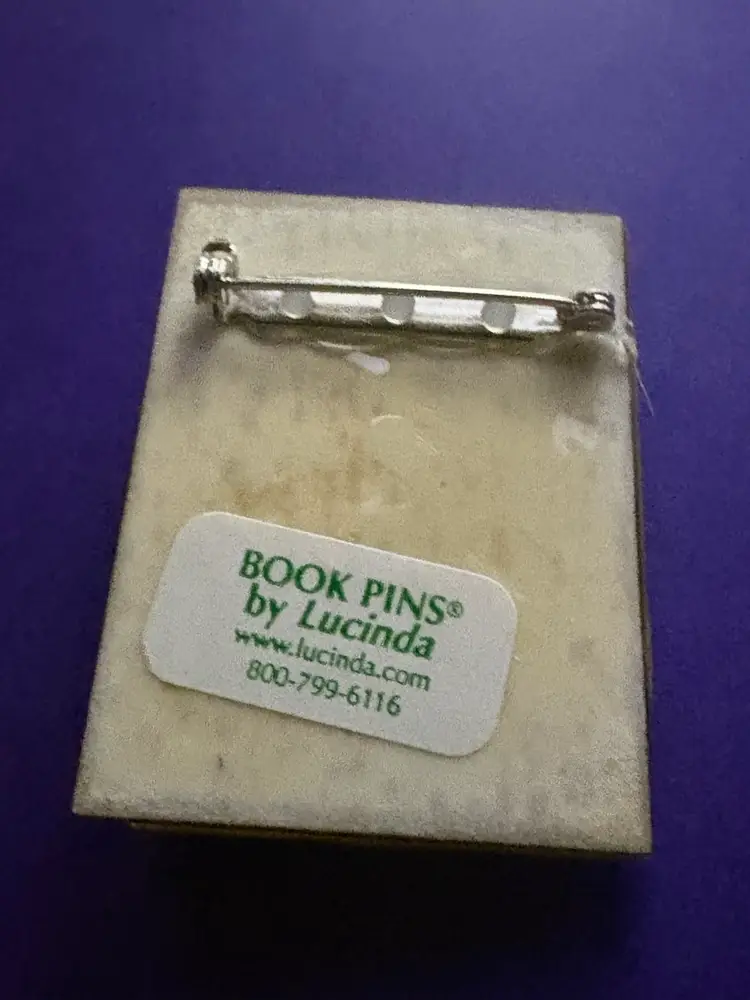 BOOK PINS®
by Lucinda
www.lucinda.com
800-799-6116